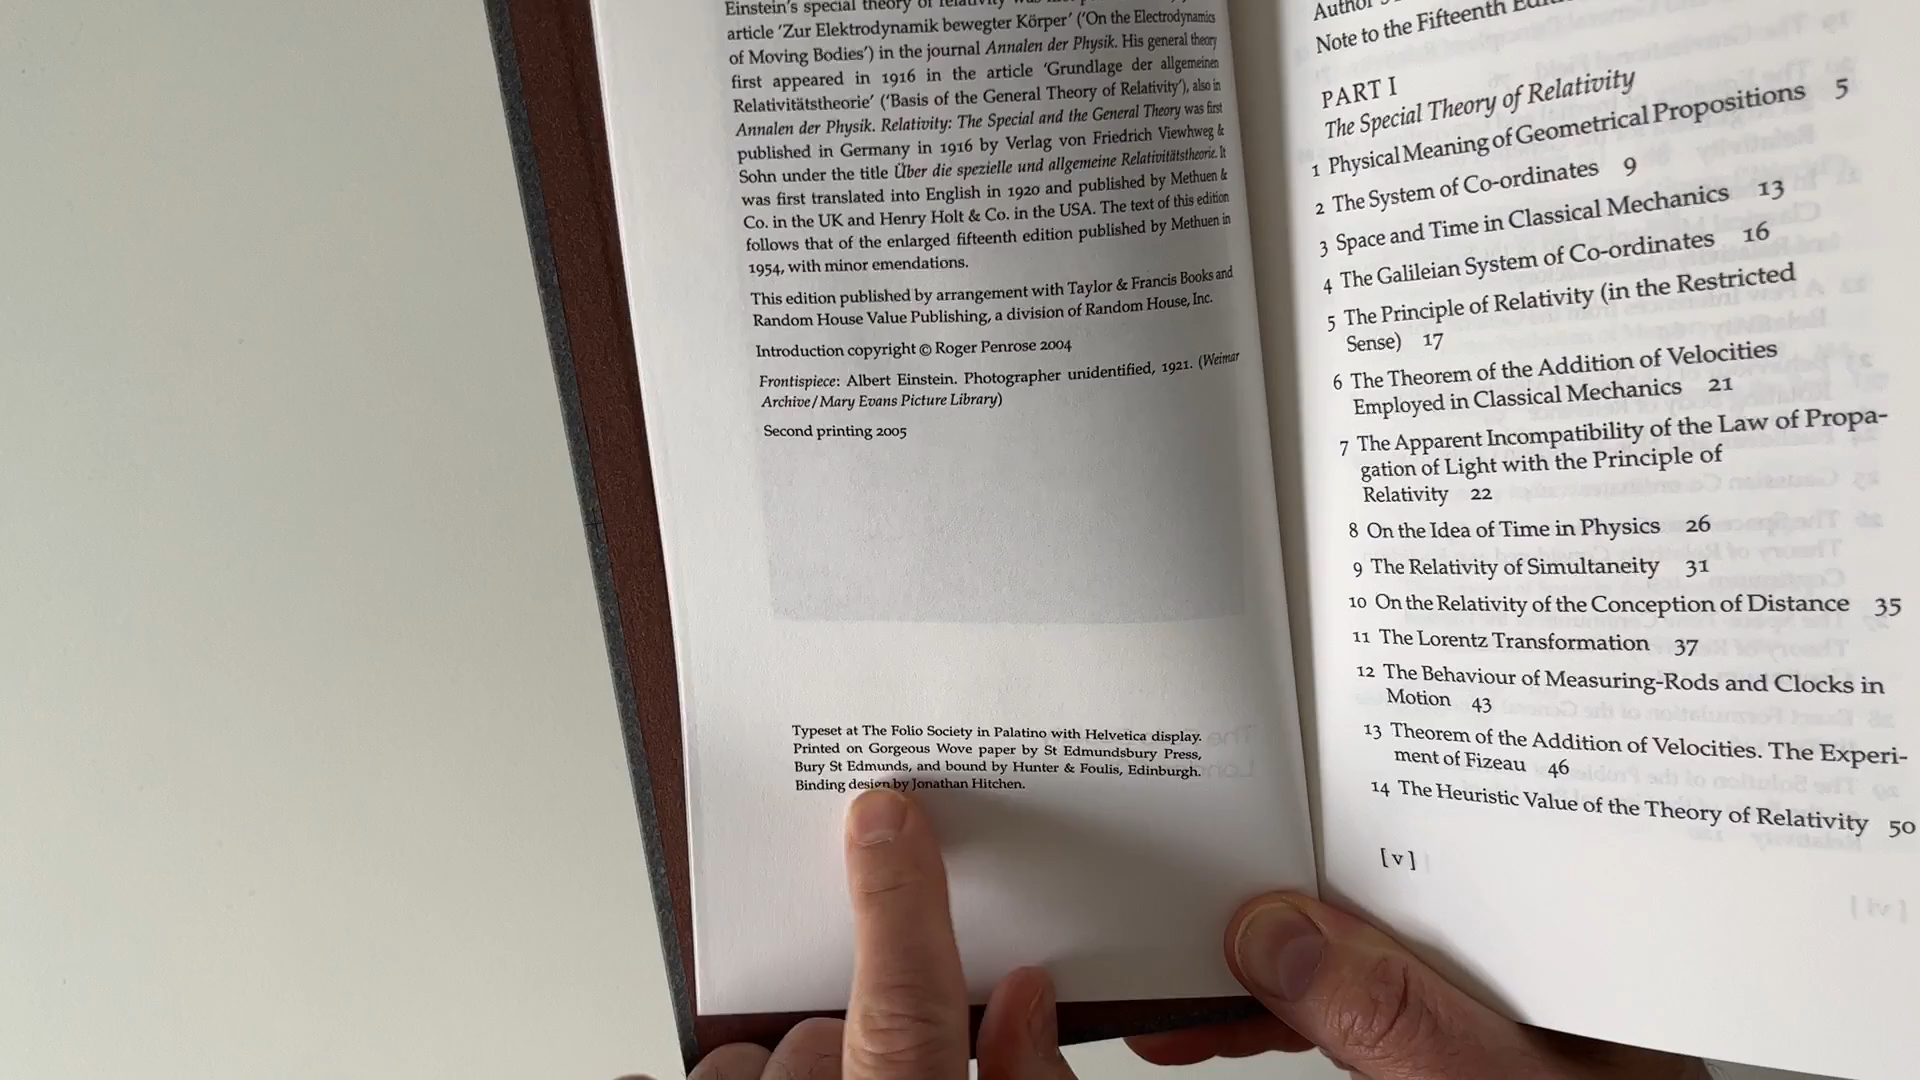 Einstein's special theory of relativity was
article 'Zur Elektrodynamik bewegter Körper' ('On the Electrodynamics
of Moving Bodies') in the journal Annalen der Physik. His general theory
first appeared in 1916 in the article 'Grundlage der allgemeinen
Relativitätstheorie' ('Basis of the General Theory of Relativity'), also in
Annalen der Physik. Relativity: The Special and the General Theory was first
published in Germany in 1916 by Verlag von Friedrich Viewhweg &
Sohn under the title Über die spezielle und allgemeine Relativitätstheorie. It
was first translated into English in 1920 and published by Methuen &
Co. in the UK and Henry Holt & Co. in the USA. The text of this edition
follows that of the enlarged fifteenth edition published by Methuen in
1954, with minor emendations.
This edition published by arrangement with Taylor & Francis Books and
Random House Value Publishing, a division of Random House, Inc.
Introduction copyright © Roger Penrose 2004
Frontispiece: Albert Einstein. Photographer unidentified, 1921. (Weimar
Archive/Mary Evans Picture Library)
Second printing 2005
Typeset at The Folio Society in Palatino with Helvetica display.
Printed on Gorgeous Wove paper by St Edmundsbury Press,
Bury St Edmunds, and bound by Hunter & Foulis, Edinburgh.
Binding design by Jonathan Hitchen.
Author
Note to the Fifteenth
PART I
The Special Theory of Relativity
1 Physical Meaning of Geometrical Propositions 5
2 The System of Co-ordinates 9
3 Space and Time in Classical Mechanics 13
4 The Galileian System of Co-ordinates 16
5 The Principle of Relativity (in the Restricted
Sense) 17
6 The Theorem of the Addition of Velocities
Employed in Classical Mechanics 21
7 The Apparent Incompatibility of the Law of Propa-
gation of Light with the Principle of
Relativity 22
8 On the Idea of Time in Physics 26
9 The Relativity of Simultaneity 31
10 On the Relativity of the Conception of Distance 35
11 The Lorentz Transformation 37
12 The Behaviour of Measuring-Rods and Clocks in
Motion 43
13 Theorem of the Addition of Velocities. The Experi-
ment of Fizeau 46
14 The Heuristic Value of the Theory of Relativity 50
[v]